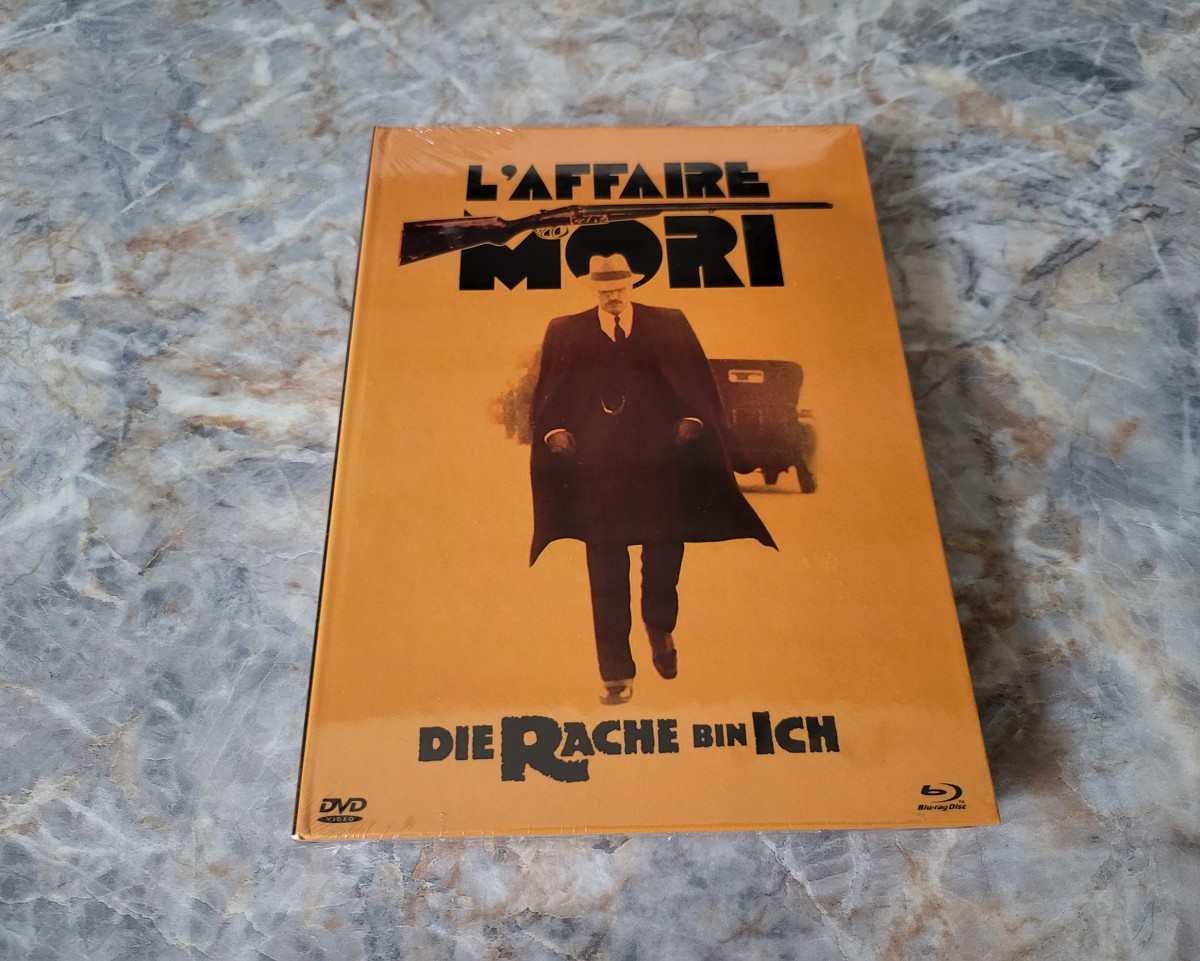 L'AFFAIRE
MORI
DIE RACHE BIN ICH
DVD
VIDEO
Blu-ray Disc